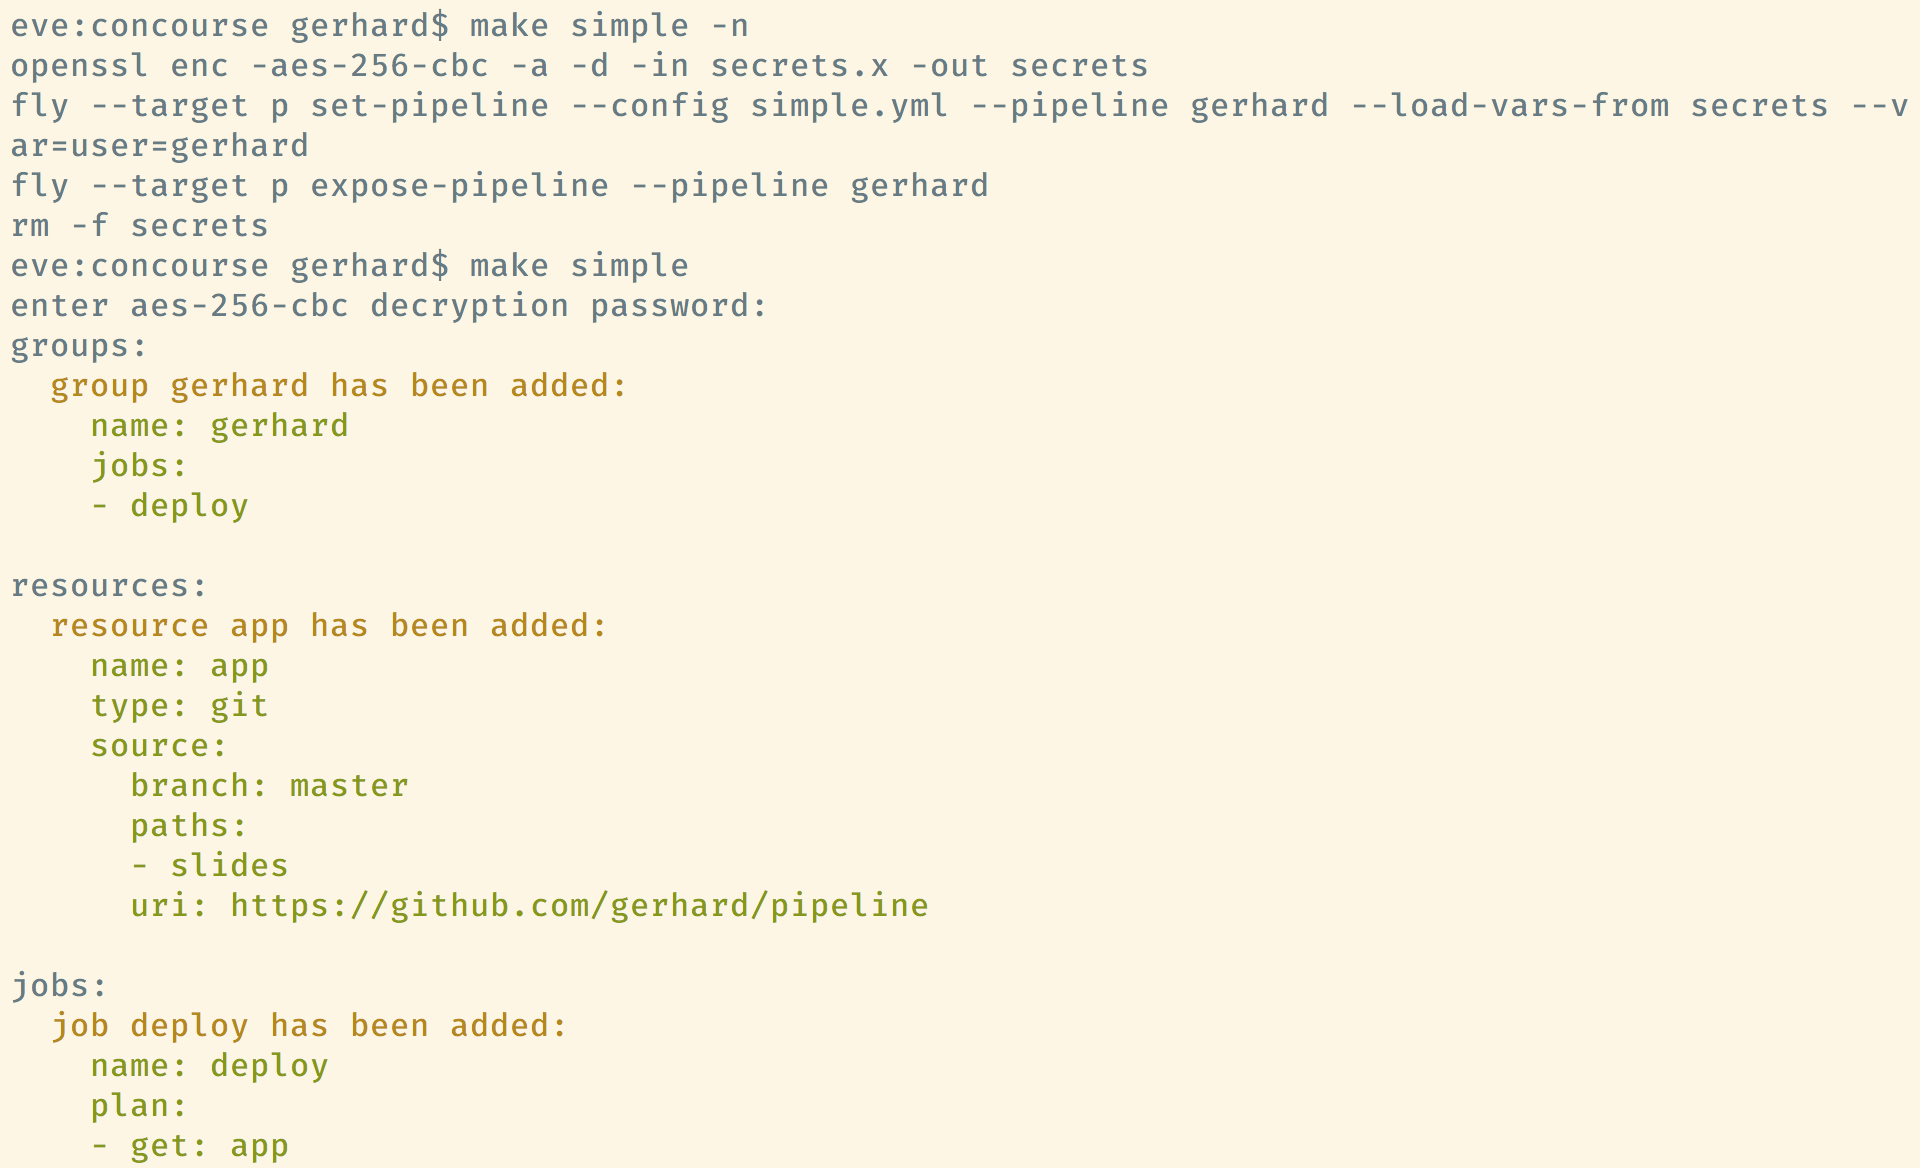 eve:concourse gerhard$ make simple -n
openssl enc -aes-256-cbc -a -d -in secrets.x -out secrets
fly --target p set-pipeline --config simple.yml --pipeline gerhard --load-vars-from secrets --v
ar=user=gerhard
fly --target p expose-pipeline --pipeline gerhard
rm -f secrets
eve:concourse gerhard$ make simple
enter aes-256-cbc decryption password:
groups:
  group gerhard has been added:
    name: gerhard
    jobs:
    - deploy

resources:
  resource app has been added:
    name: app
    type: git
    source:
      branch: master
      paths:
      - slides
      uri: https://github.com/gerhard/pipeline

jobs:
  job deploy has been added:
    name: deploy
    plan:
    - get: app